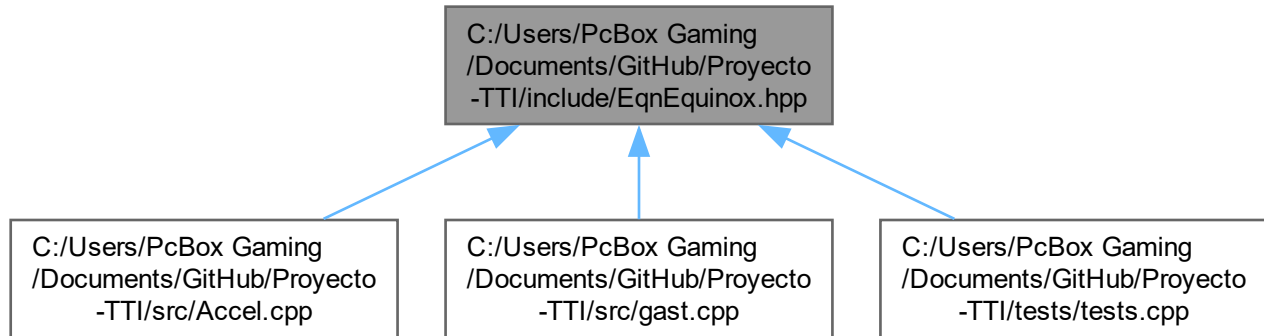 C:/Users/PcBox Gaming
/Documents/GitHub/Proyecto
-TTI/include/EqnEquinox.hpp
C:/Users/PcBox Gaming
/Documents/GitHub/Proyecto
-TTI/src/Accel.cpp
C:/Users/PcBox Gaming
/Documents/GitHub/Proyecto
-TTI/src/gast.cpp
C:/Users/PcBox Gaming
/Documents/GitHub/Proyecto
-TTI/tests/tests.cpp